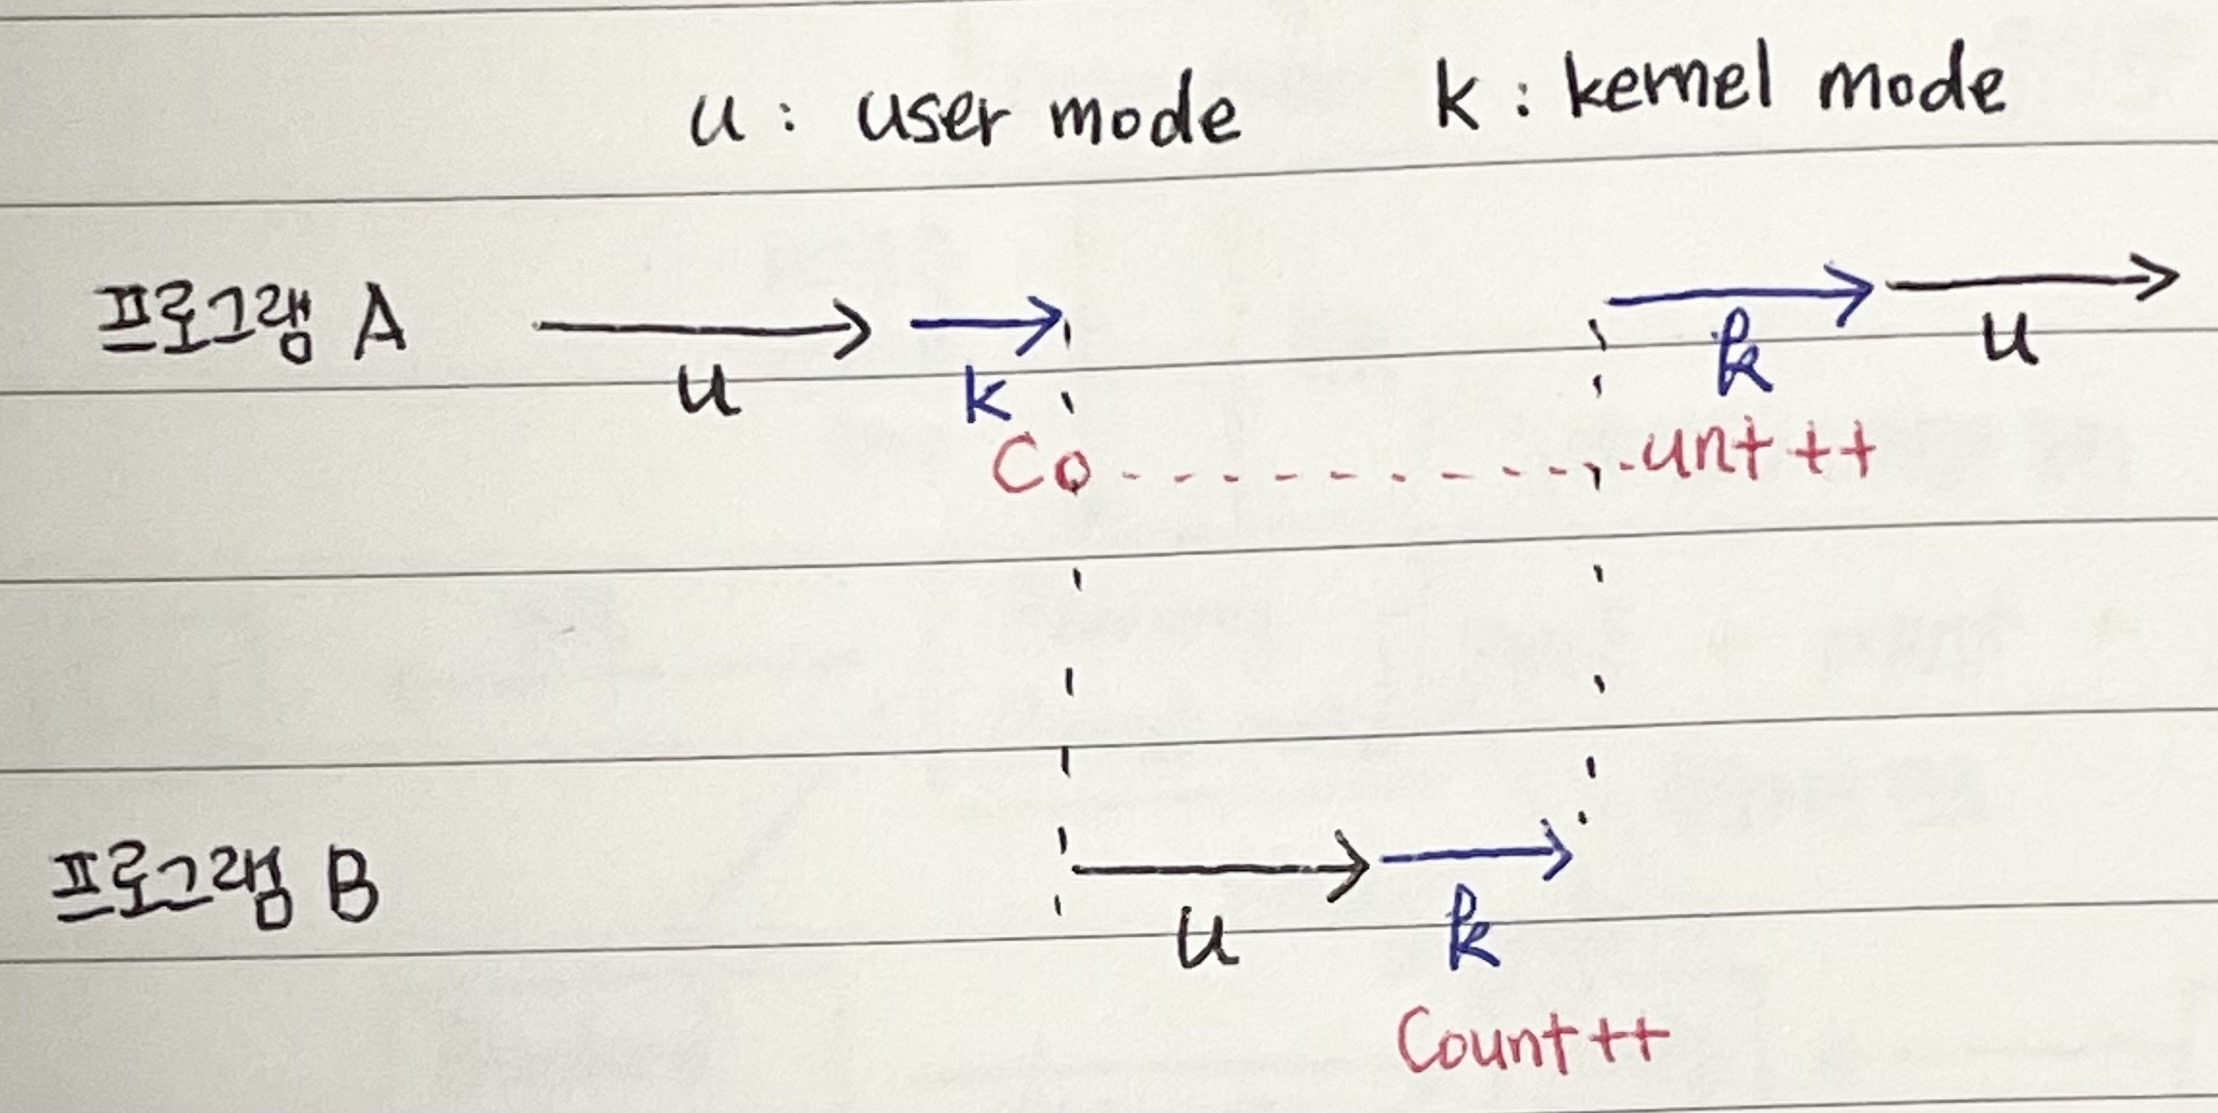 u : user mode k : kernel mode
프로그램 A
u k k u
Co unt ++
프로그램 B
u k
Count ++